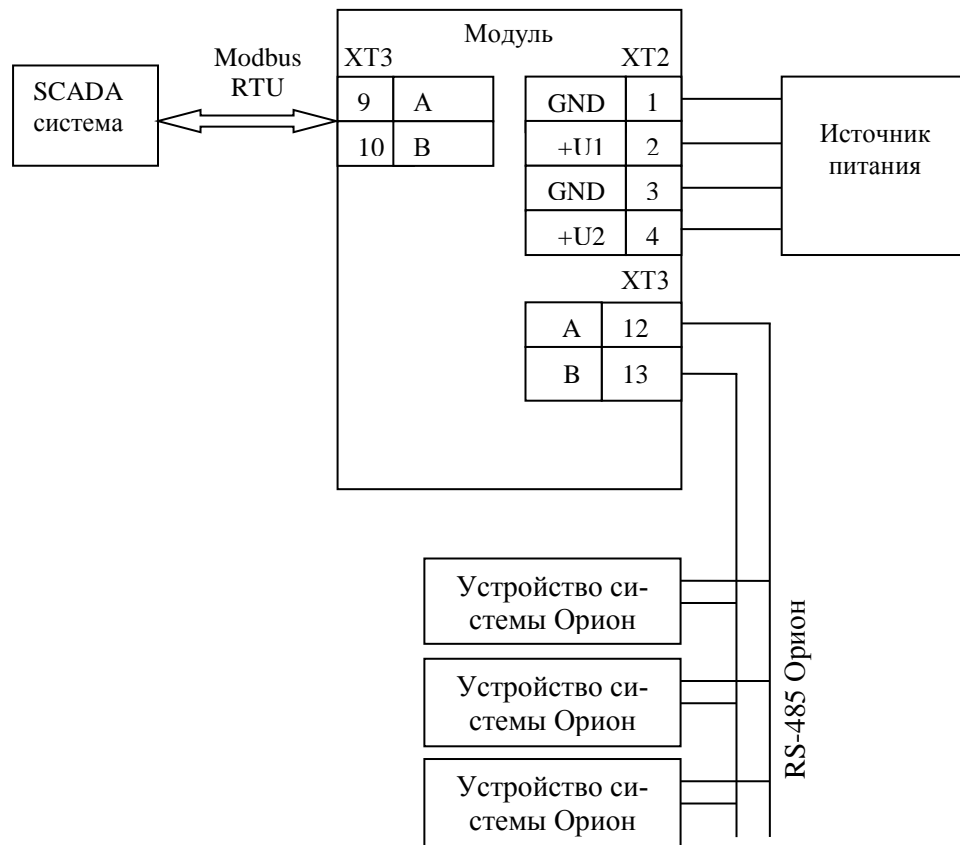 Модуль
XT3
XT2
Modbus
RTU
SCADA
система
9 A
10 B
GND 1
+U1 2
GND 3
+U2 4
Источник
питания
XT3
A 12
B 13
Устройство си-
стемы Орион
Устройство си-
стемы Орион
Устройство си-
стемы Орион
RS-485 Орион